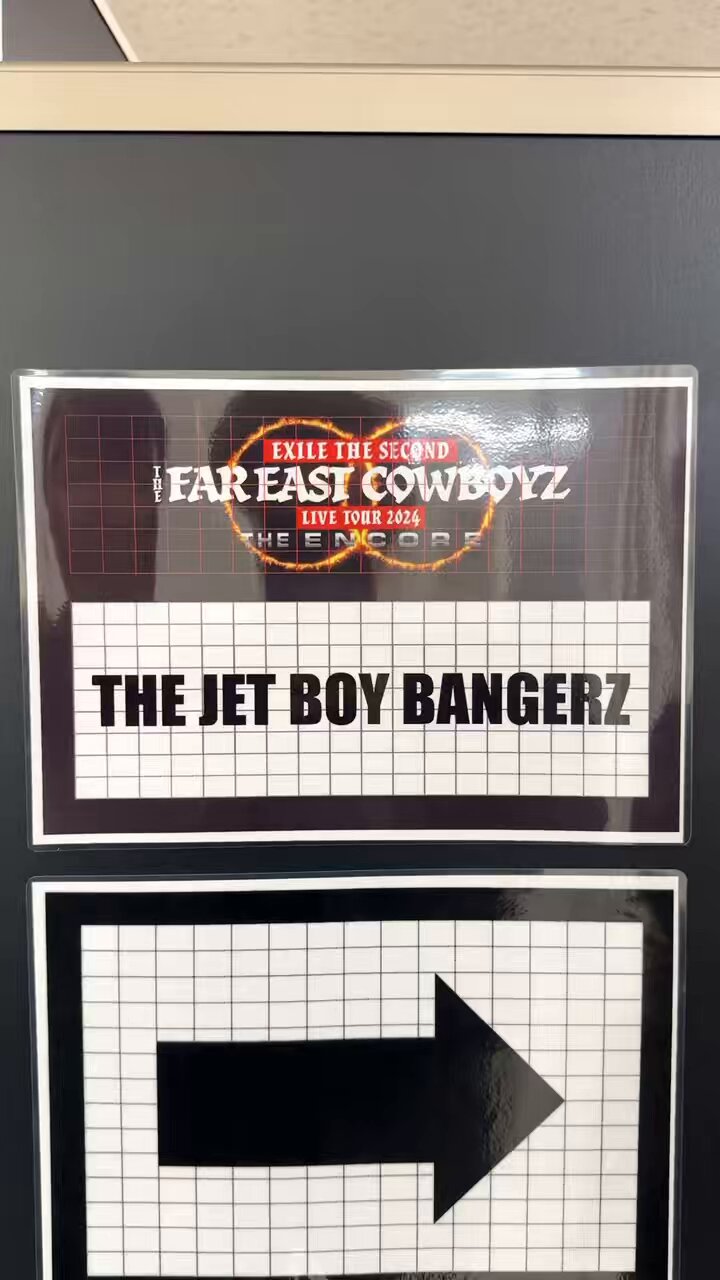 EXILE THE SECOND
THE FAR EAST COWBOYZ
LIVE TOUR 2024
THE ENCORE
THE JET BOY BANGERZ